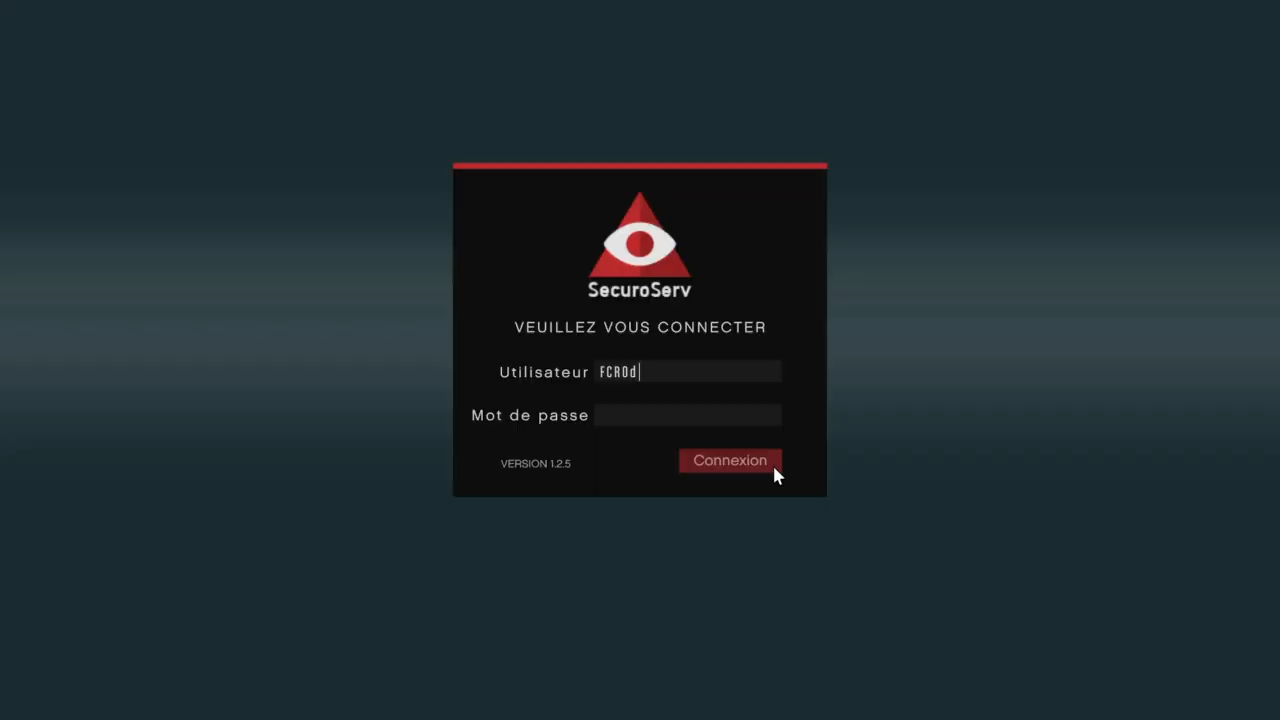 SecuroServ
VEUILLEZ VOUS CONNECTER
Utilisateur FCR0d
Mot de passe
VERSION 1.2.5 Connexion